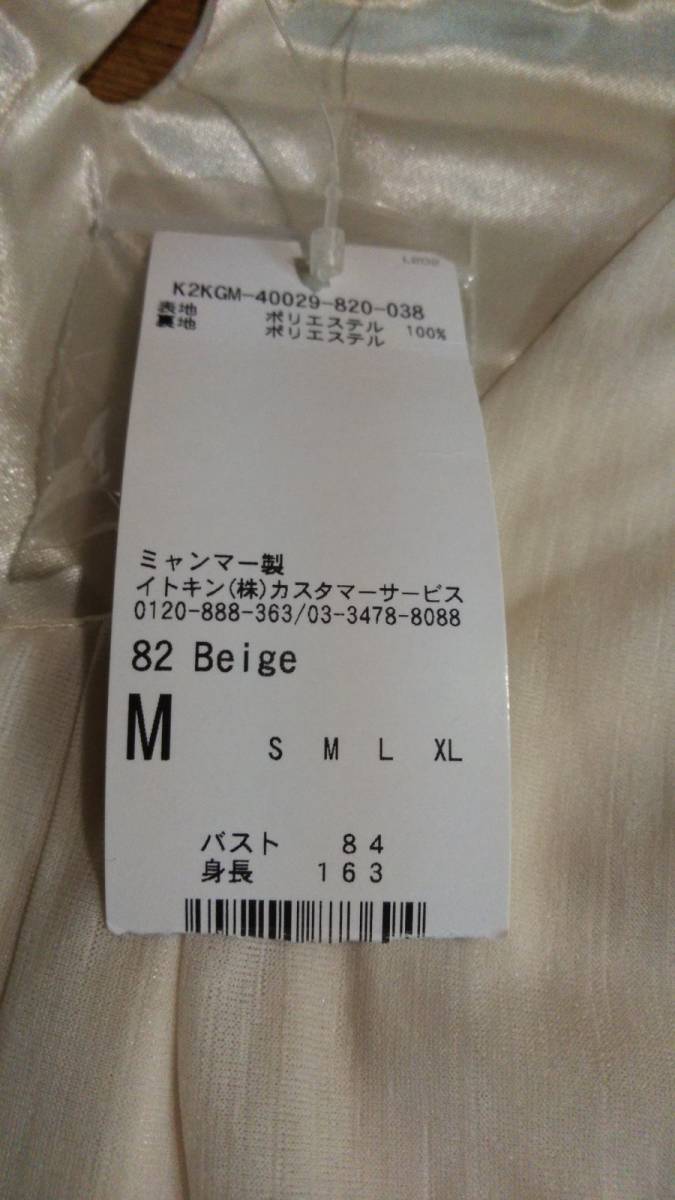 L202
K2KGM-40029-820-038
表地 ポリエステル 100%
裏地 ポリエステル
ミャンマー製
イトキン(株)カスタマーサービス
0120-888-363/03-3478-8088
82 Beige
M S M L XL
バスト 84
身長 163